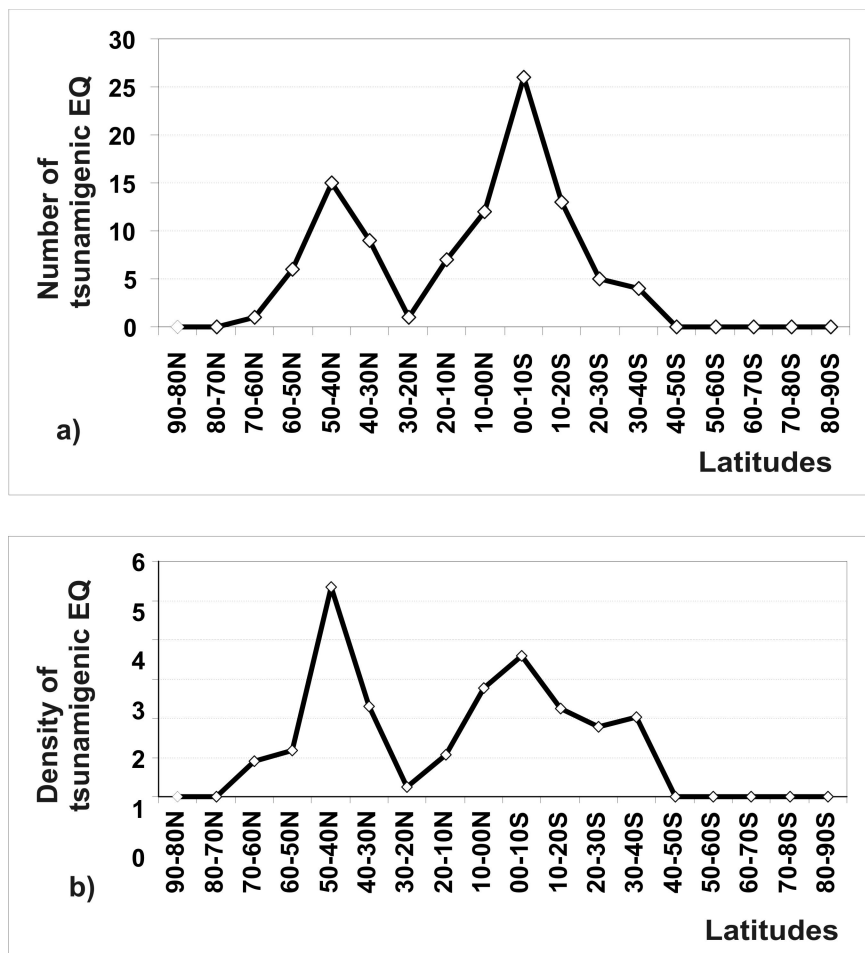 30
25
20
15
10
5
0
Number of
tsunamigenic EQ
90-80N
80-70N
70-60N
60-50N
50-40N
40-30N
30-20N
20-10N
10-00N
00-10S
10-20S
20-30S
30-40S
40-50S
50-60S
60-70S
70-80S
80-90S
a)
Latitudes
6
5
4
3
2
1
0
Density of
tsunamigenic EQ
90-80N
80-70N
70-60N
60-50N
50-40N
40-30N
30-20N
20-10N
10-00N
00-10S
10-20S
20-30S
30-40S
40-50S
50-60S
60-70S
70-80S
80-90S
b)
Latitudes